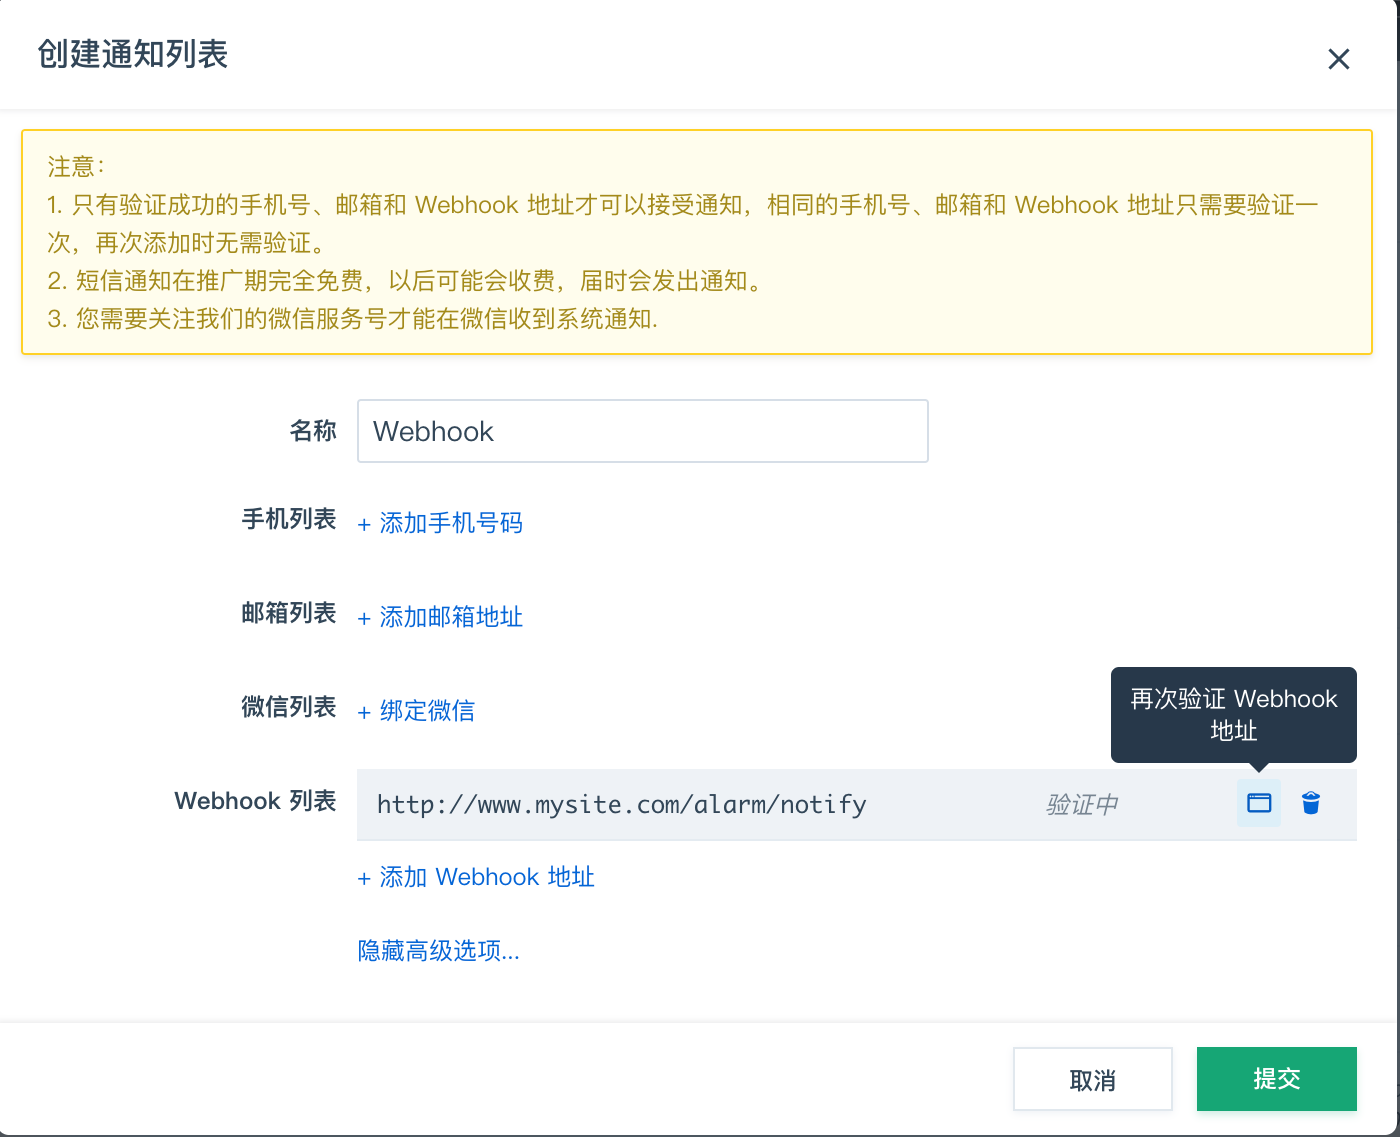 创建通知列表
注意：
1. 只有验证成功的手机号、邮箱和 Webhook 地址才可以接受通知，相同的手机号、邮箱和 Webhook 地址只需要验证一
次，再次添加时无需验证。
2. 短信通知在推广期完全免费，以后可能会收费，届时会发出通知。
3. 您需要关注我们的微信服务号才能在微信收到系统通知.
名称
Webhook
手机列表
+ 添加手机号码
邮箱列表
+ 添加邮箱地址
微信列表
+ 绑定微信
再次验证 Webhook
地址
Webhook 列表
http://www.mysite.com/alarm/notify
验证中
+ 添加 Webhook 地址
隐藏高级选项...
取消
提交